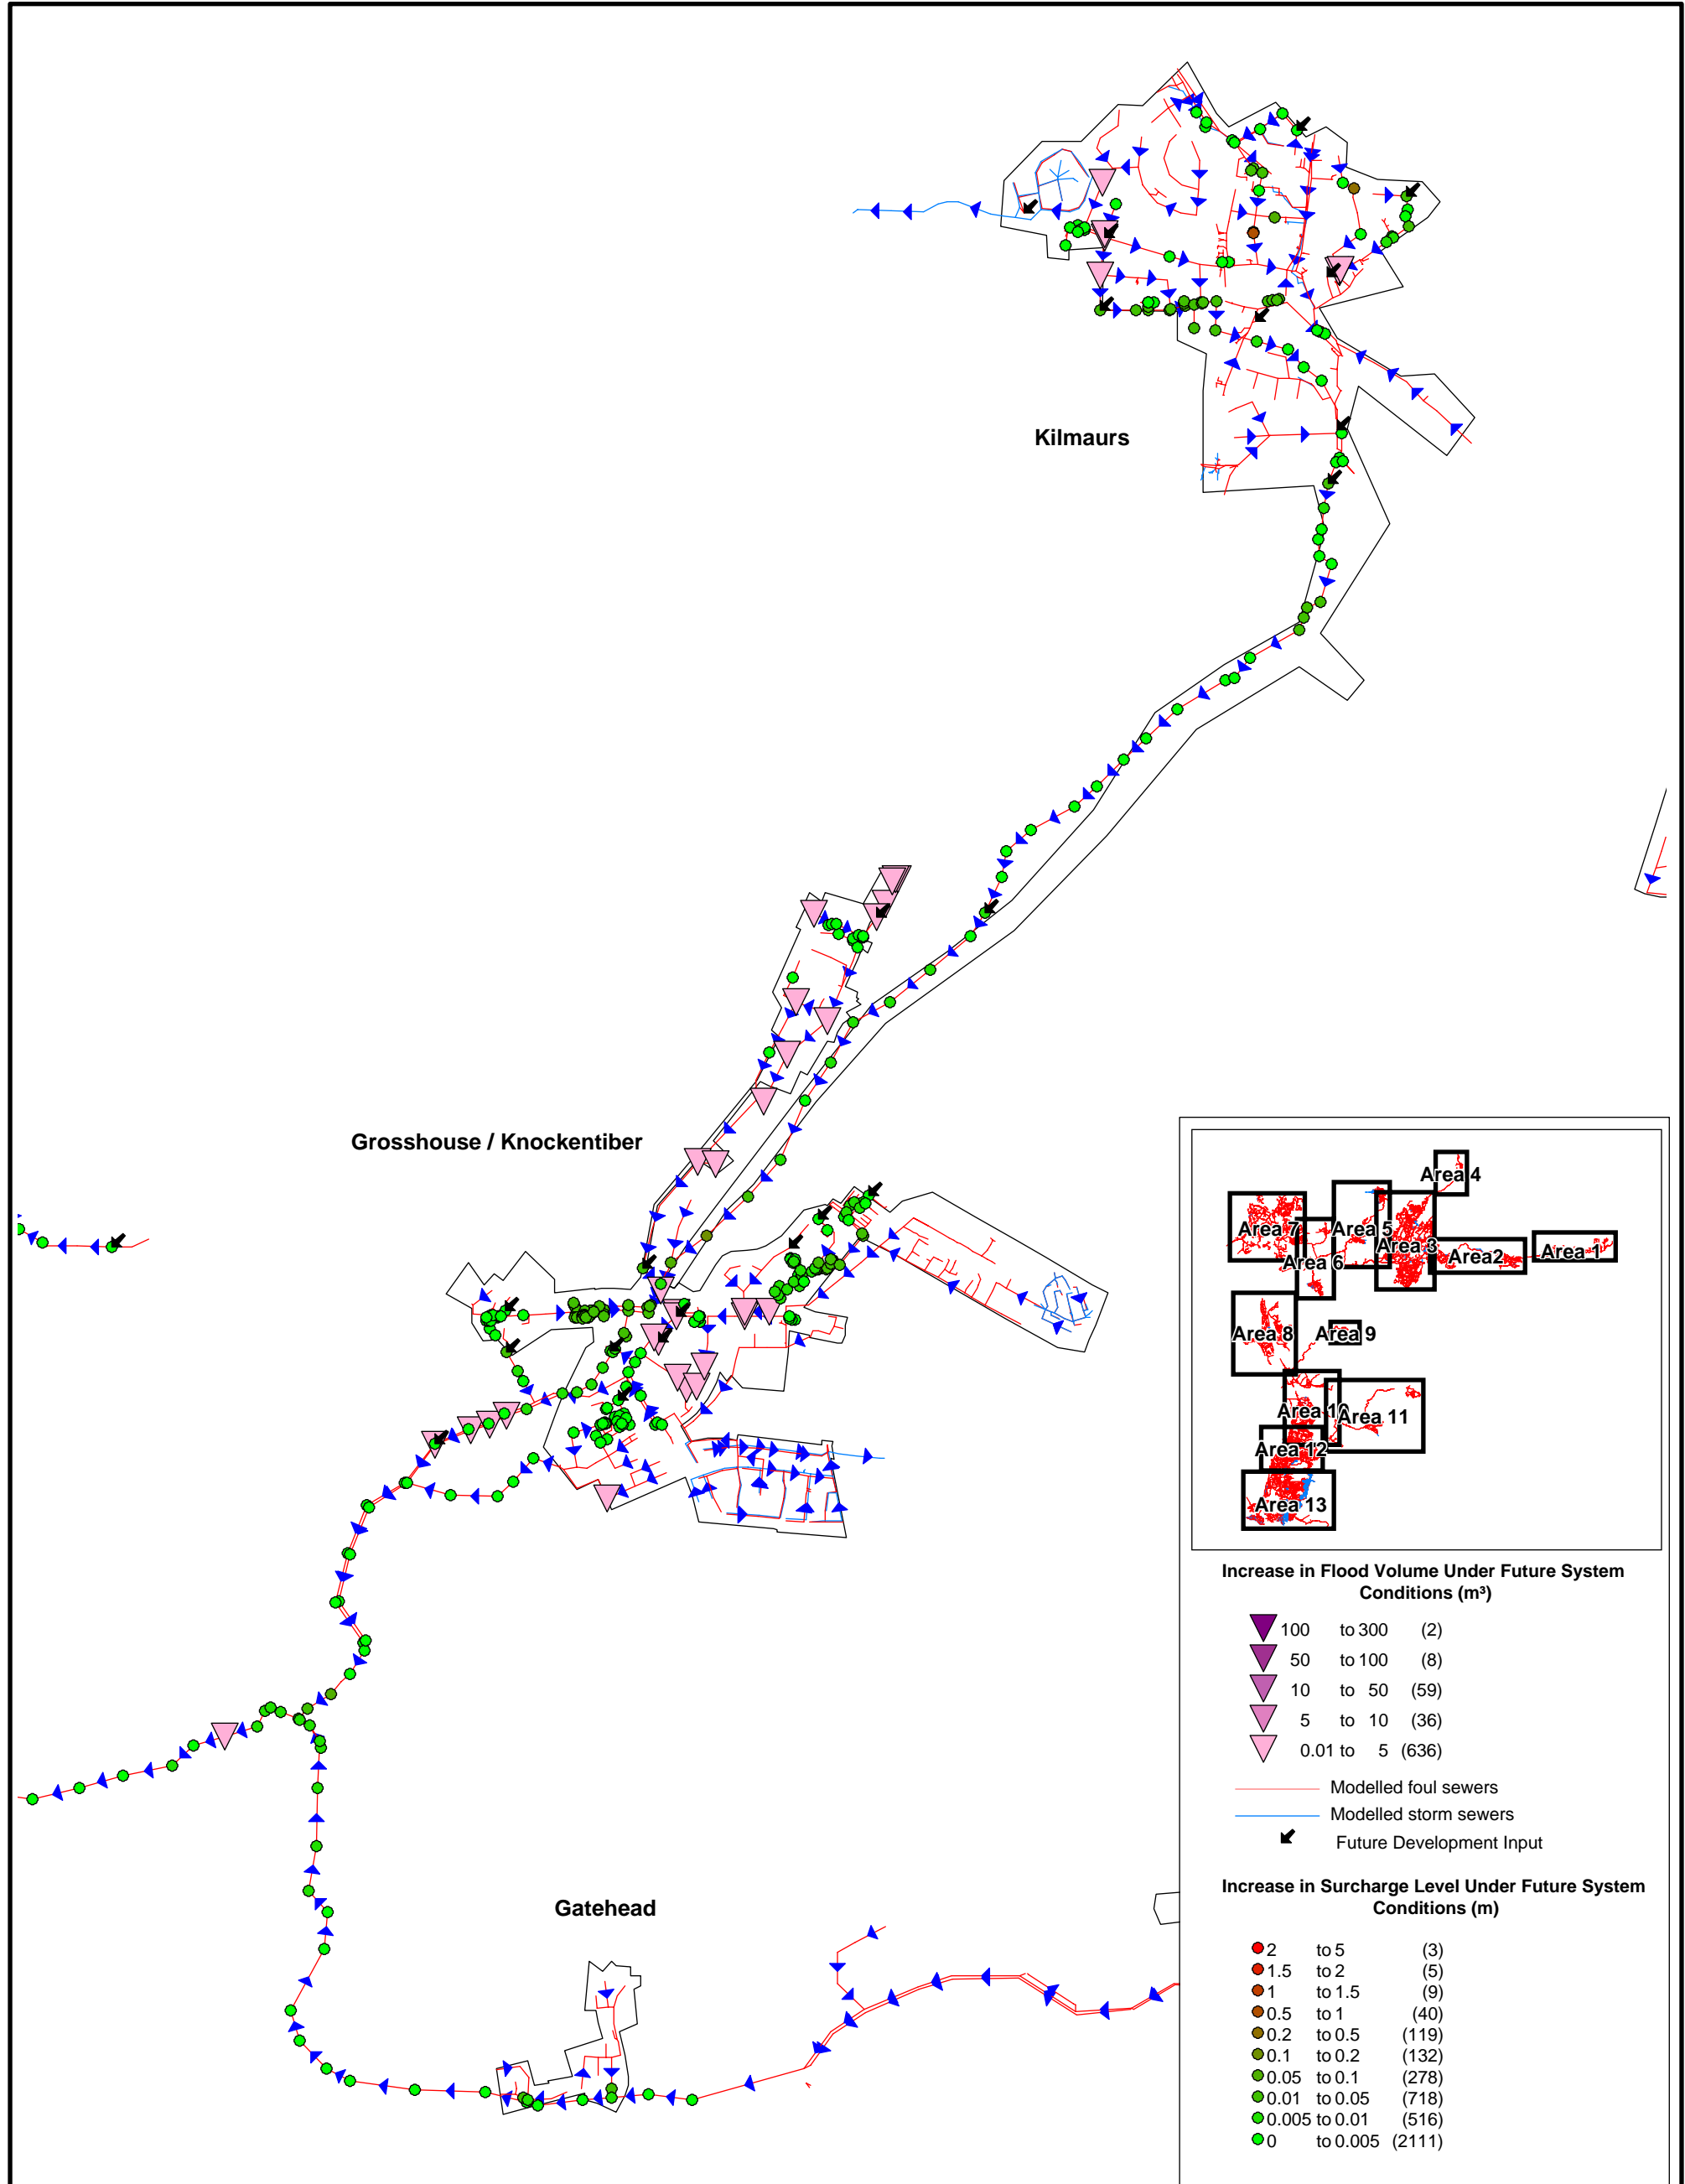 Kilmaurs
Grosshouse / Knockentiber
Gatehead
Area 4
Area 7
Area 5
Area 3
Area 6
Area2
Area 1
Area 8
Area 9
Area 10
Area 11
Area 12
Area 13
Increase in Flood Volume Under Future System
Conditions (m³)
100 to 300 (2)
50 to 100 (8)
10 to 50 (59)
5 to 10 (36)
0.01 to 5 (636)
Modelled foul sewers
Modelled storm sewers
Future Development Input
Increase in Surcharge Level Under Future System
Conditions (m)
2 to 5 (3)
1.5 to 2 (5)
1 to 1.5 (9)
0.5 to 1 (40)
0.2 to 0.5 (119)
0.1 to 0.2 (132)
0.05 to 0.1 (278)
0.01 to 0.05 (718)
0.005 to 0.01 (516)
0 to 0.005 (2111)